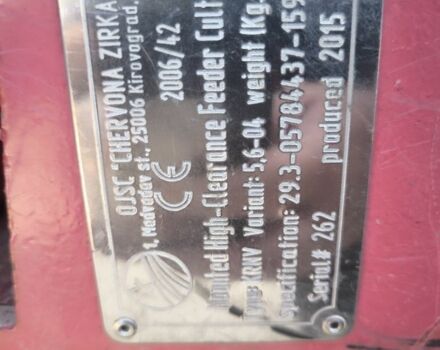 OJSC "CHERVONA ZIRKA
1, Medvedev st., 25006 Kirovograd,
CE 2006/42
Mounted High-Clearance Feeder Cult
Type: KRNV Variant: 5,6-04 weight (Kg.
Specification: 29.3-05784437-159
Serial# 262 produced 2015